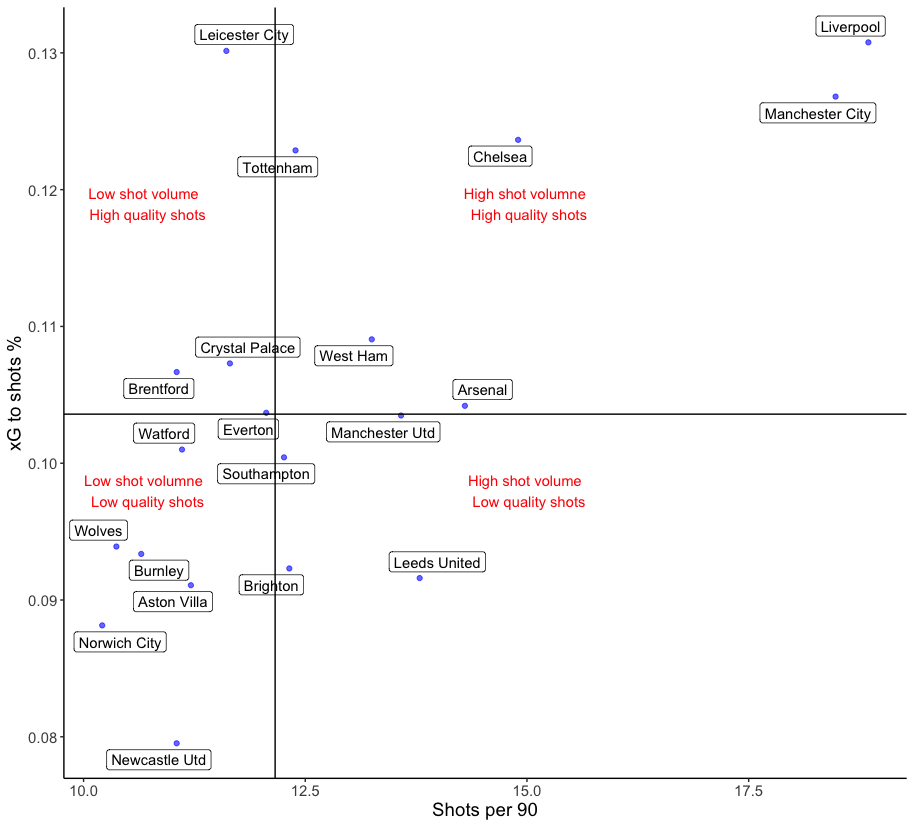 Leicester City
Liverpool
0.13
Manchester City
Chelsea
Tottenham
0.12
Low shot volume
High quality shots
High shot volumne
High quality shots
0.11
Crystal Palace
West Ham
Brentford
Arsenal
xG to shots %
Watford
Everton
Manchester Utd
0.10
Southampton
Low shot volumne
Low quality shots
High shot volume
Low quality shots
Wolves
Burnley
Leeds United
Brighton
0.09
Aston Villa
Norwich City
0.08
Newcastle Utd
10.0
12.5
15.0
17.5
Shots per 90